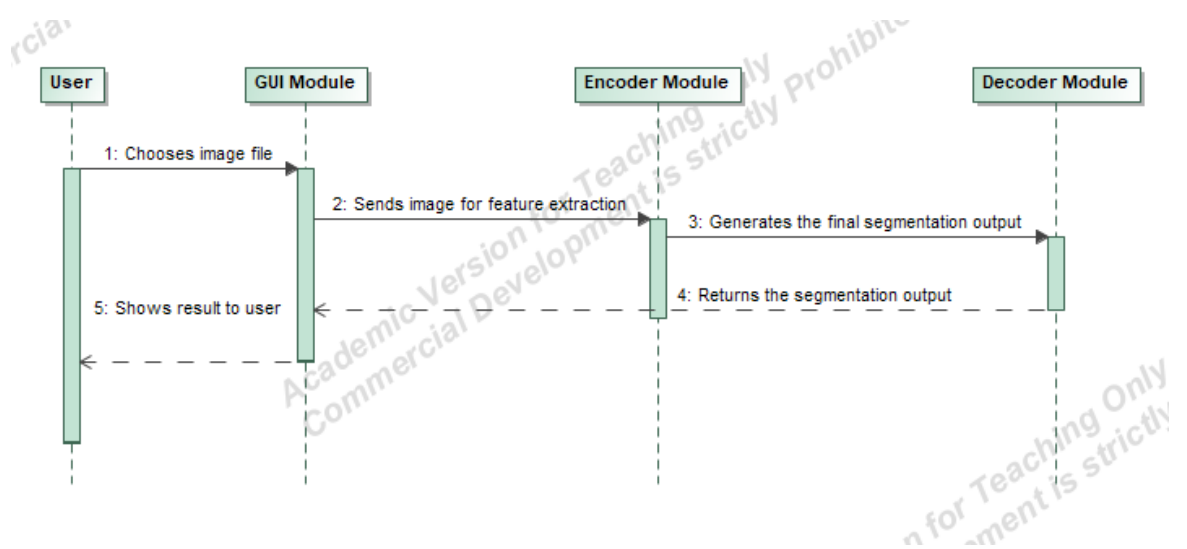 rcial
User
GUI Module
Encoder Module
Decoder Module
1: Chooses image file
2: Sends image for feature extraction
3: Generates the final segmentation output
4: Returns the segmentation output
5: Shows result to user
Academic Version for Teaching Only
Commercial Development is strictly Prohibite
n for Teaching Only
ment is strictly